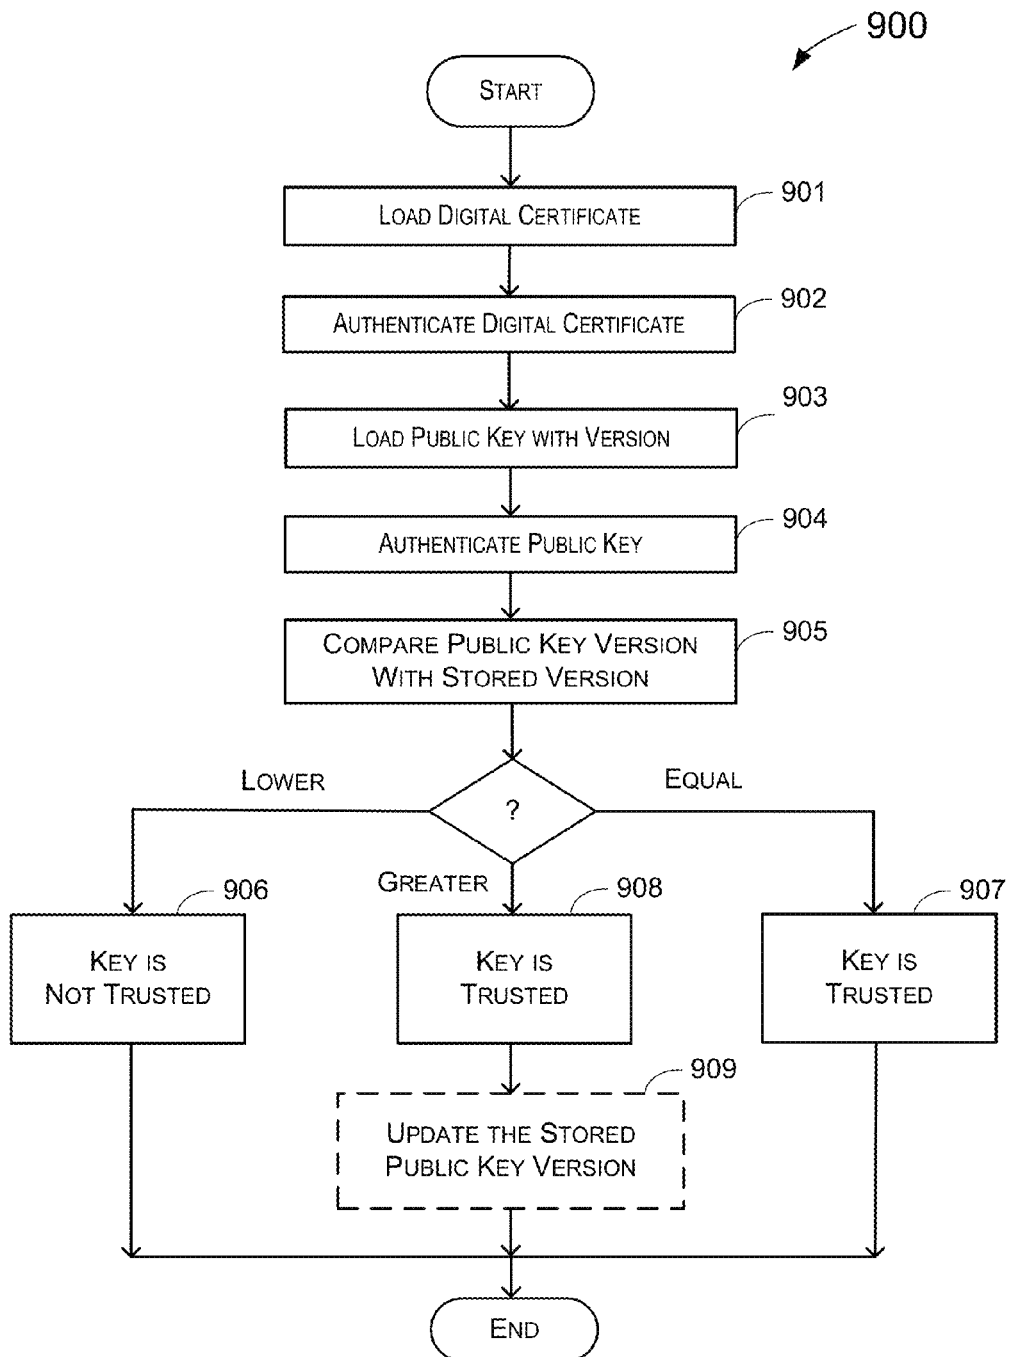 900
START
901
LOAD DIGITAL CERTIFICATE
902
AUTHENTICATE DIGITAL CERTIFICATE
903
LOAD PUBLIC KEY WITH VERSION
904
AUTHENTICATE PUBLIC KEY
905
COMPARE PUBLIC KEY VERSION
WITH STORED VERSION
LOWER
?
EQUAL
GREATER
906
KEY IS
NOT TRUSTED
908
KEY IS
TRUSTED
907
KEY IS
TRUSTED
909
UPDATE THE STORED
PUBLIC KEY VERSION
END